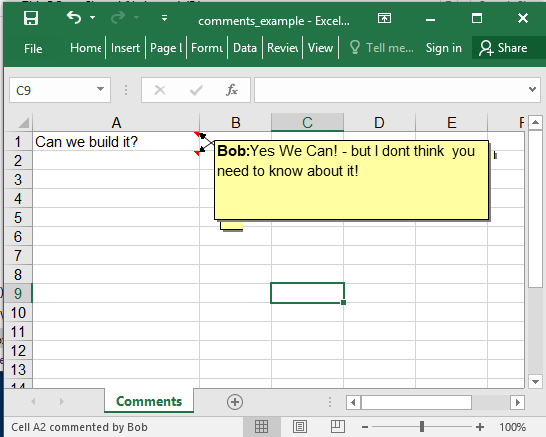 comments_example - Excel...
File Home Insert Page L Formu Data Review View Tell me... Sign in Share
C9 fx
A B C D E F
1 Can we build it?
Bob:Yes We Can! - but I dont think you
2
need to know about it!
3
4
5
6
7
8
9
10
11
12
13
14
Comments
Cell A2 commented by Bob 100%